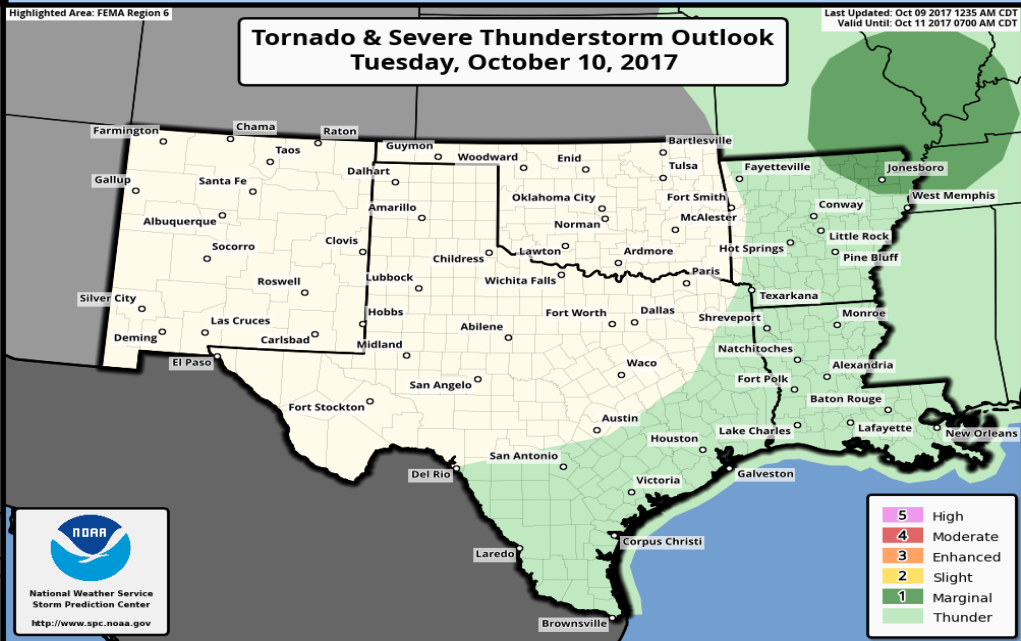 Highlighted Area: FEMA Region 6
Last Updated: Oct 09 2017 1235 AM CDT
Valid Until: Oct 11 2017 0700 AM CDT
Tornado & Severe Thunderstorm Outlook
Tuesday, October 10, 2017
Farmington
Chama
Raton
Taos
Guymon
Woodward
Enid
Bartlesville
Tulsa
Fayetteville
Jonesboro
Gallup
Santa Fe
Dalhart
Oklahoma City
Fort Smith
West Memphis
Albuquerque
Amarillo
Norman
McAlester
Conway
Socorro
Clovis
Childress
Lawton
Ardmore
Hot Springs
Little Rock
Pine Bluff
Roswell
Lubbock
Wichita Falls
Paris
Texarkana
Silver City
Las Cruces
Hobbs
Fort Worth
Dallas
Shreveport
Monroe
Deming
Carlsbad
Midland
Abilene
Natchitoches
El Paso
San Angelo
Waco
Fort Polk
Alexandria
Fort Stockton
Austin
Baton Rouge
Lake Charles
Lafayette
New Orleans
Del Rio
San Antonio
Houston
Galveston
Victoria
Laredo
Corpus Christi
Brownsville
NOAA
National Weather Service
Storm Prediction Center
http://www.spc.noaa.gov
5 High
4 Moderate
3 Enhanced
2 Slight
1 Marginal
Thunder